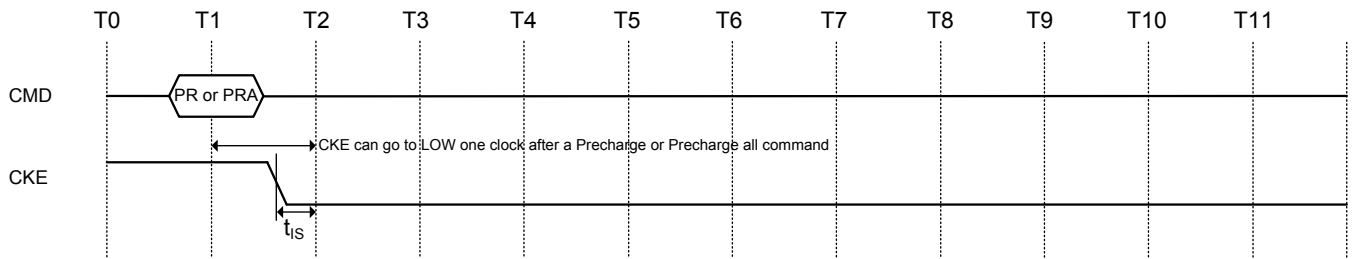 T0 T1 T2 T3 T4 T5 T6 T7 T8 T9 T10 T11
CMD PR or PRA
CKE can go to LOW one clock after a Precharge or Precharge all command
CKE
tIS